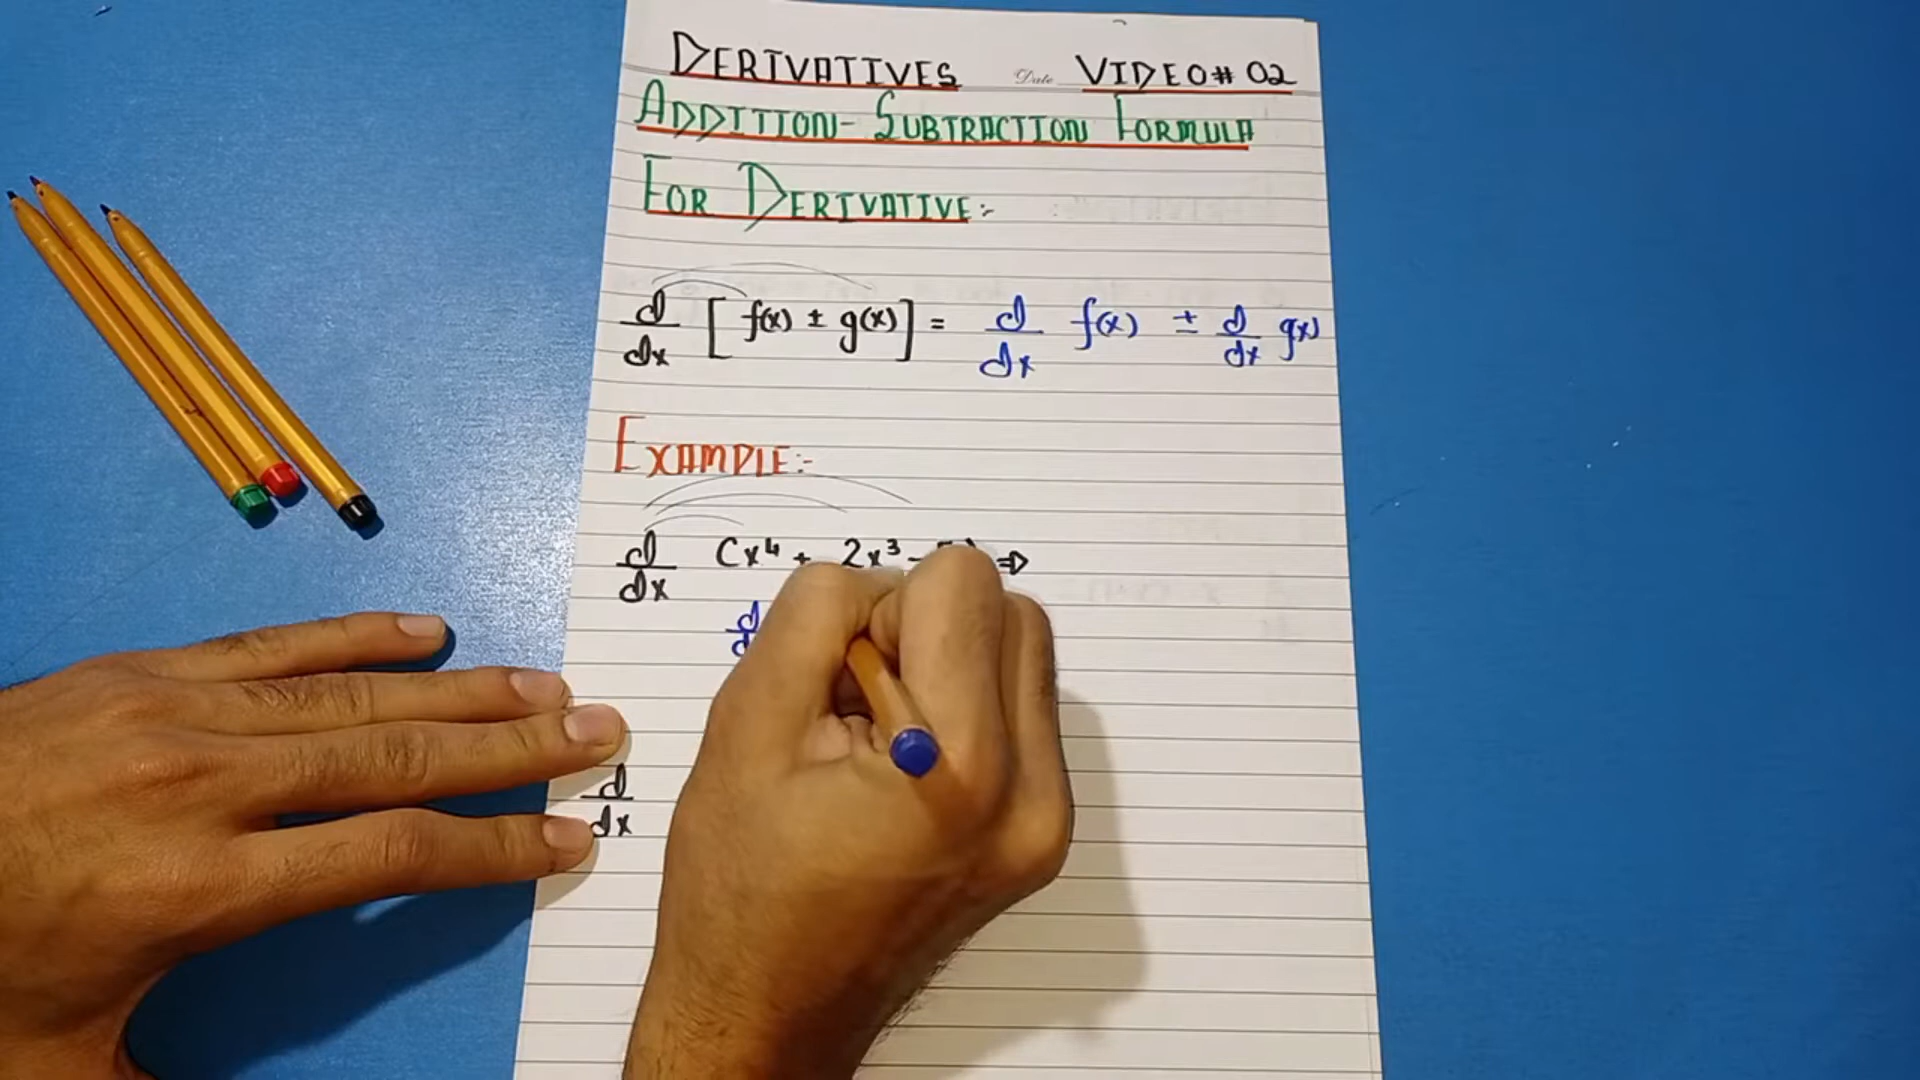 DERIVATIVES Date VIDEO# 02
ADDITION- SUBTRACTION FORMULA
FOR DERIVATIVE:-
d/dx [f(x) ± g(x)] = d/dx f(x) ± d/dx g(x)
EXAMPLE:-
d/dx (x⁴ + 2x³ - ⇒
d
d/dx